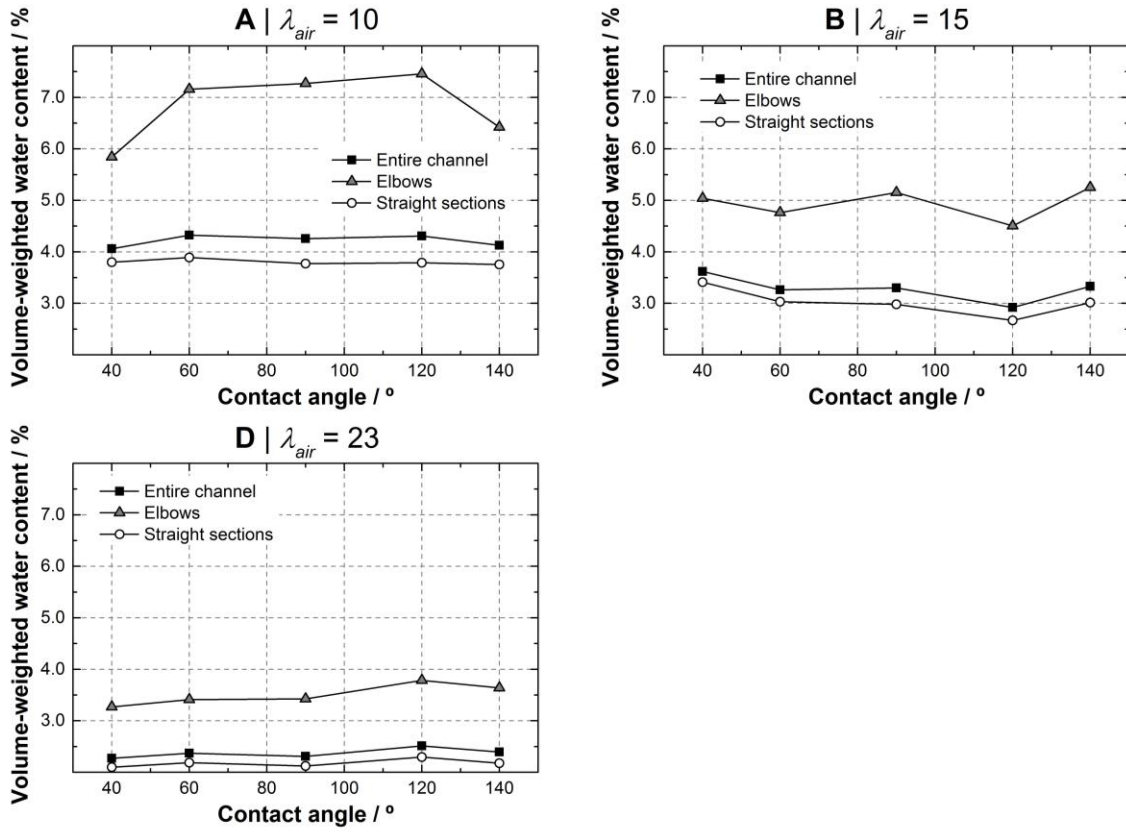 A | λair = 10
Volume-weighted water content / %
7.0
6.0
5.0
4.0
3.0
Entire channel
Elbows
Straight sections
40 60 80 100 120 140
Contact angle / º
B | λair = 15
Volume-weighted water content / %
7.0
6.0
5.0
4.0
3.0
Entire channel
Elbows
Straight sections
40 60 80 100 120 140
Contact angle / º
D | λair = 23
Volume-weighted water content / %
7.0
6.0
5.0
4.0
3.0
Entire channel
Elbows
Straight sections
40 60 80 100 120 140
Contact angle / º